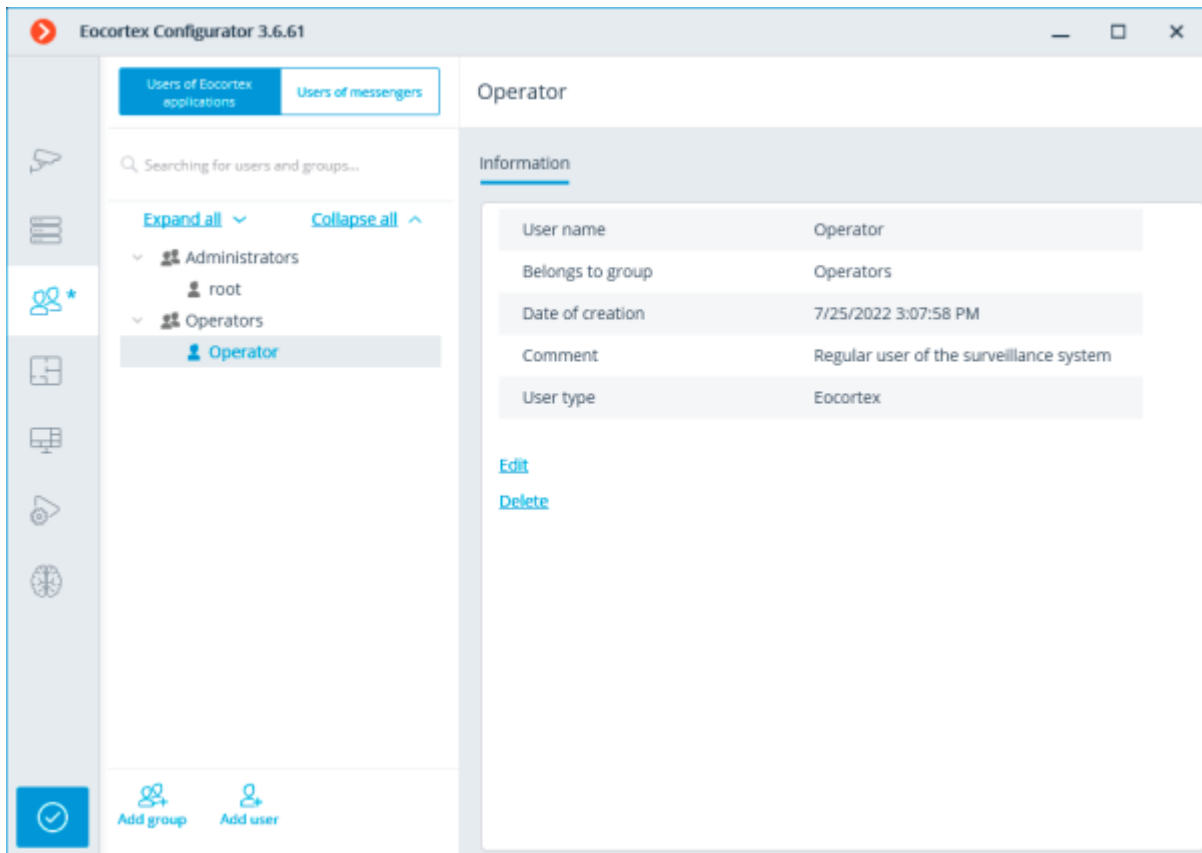 Eocortex Configurator 3.6.61
Users of Eocortex
applications
Users of messengers
Searching for users and groups...
Expand all
Collapse all
Administrators
root
Operators
Operator
Add group
Add user
Operator
Information
User name Operator
Belongs to group Operators
Date of creation 7/25/2022 3:07:58 PM
Comment Regular user of the surveillance system
User type Eocortex
Edit
Delete